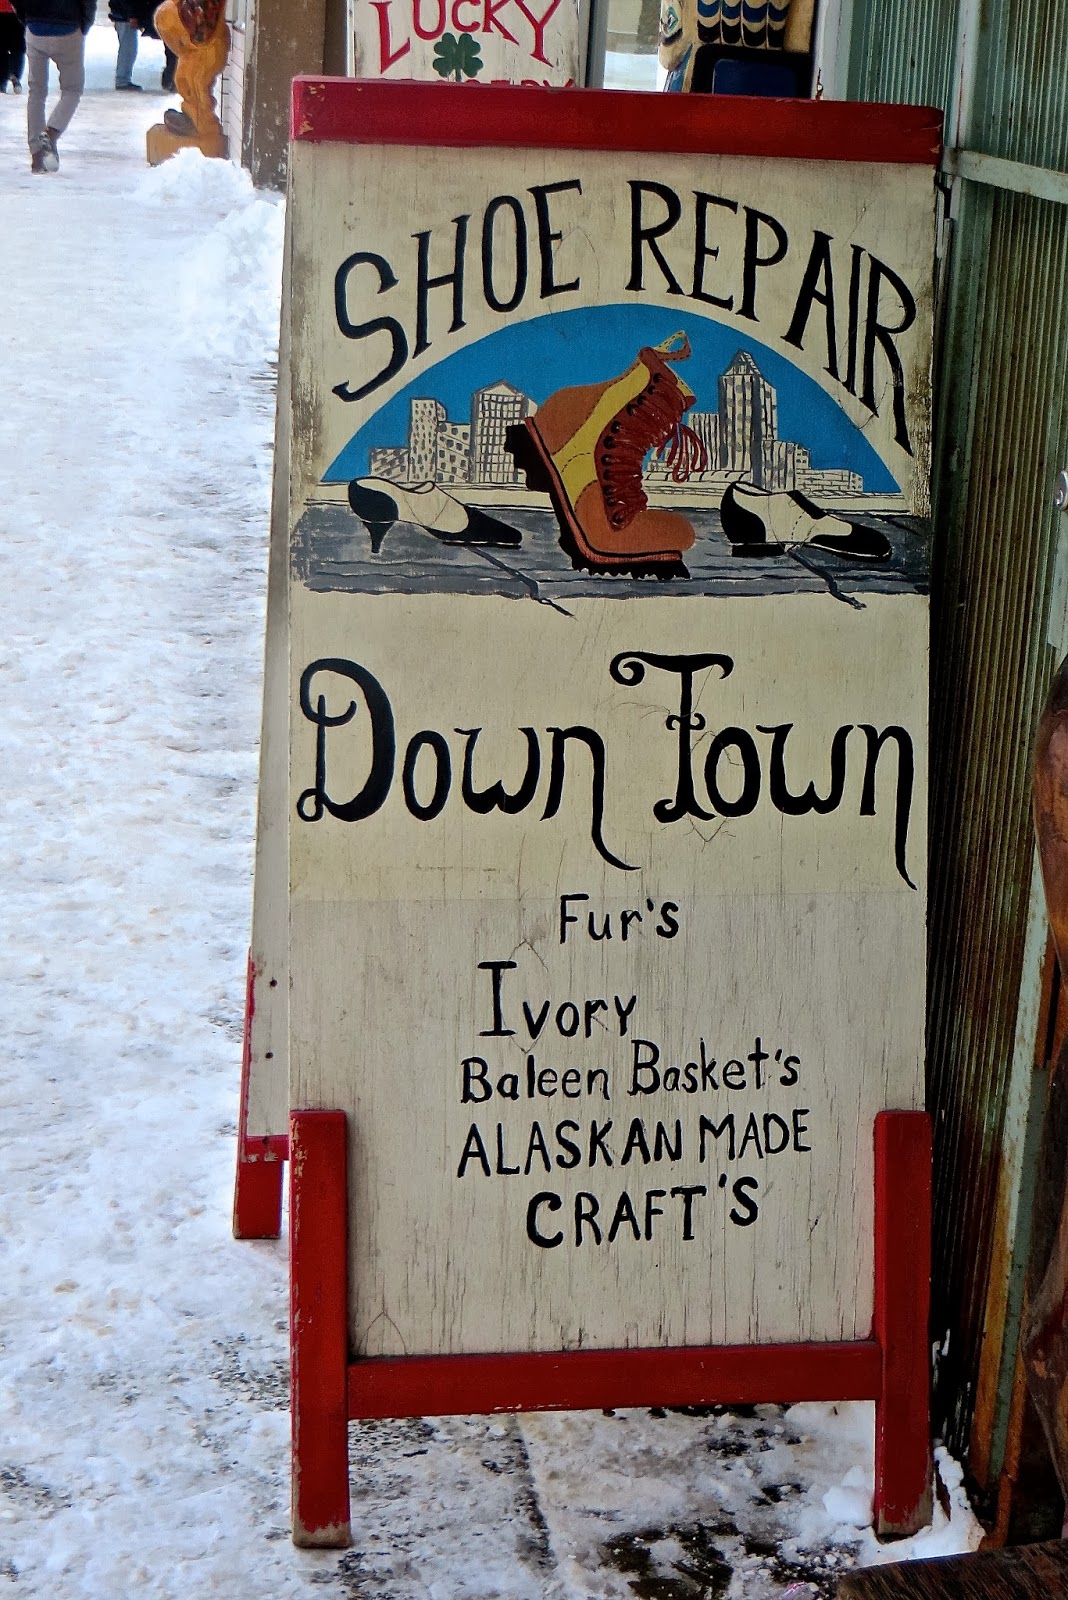 LUCKY
SHOE REPAIR
Down Town
Fur's
Ivory
Baleen Basket's
ALASKAN MADE
CRAFT'S